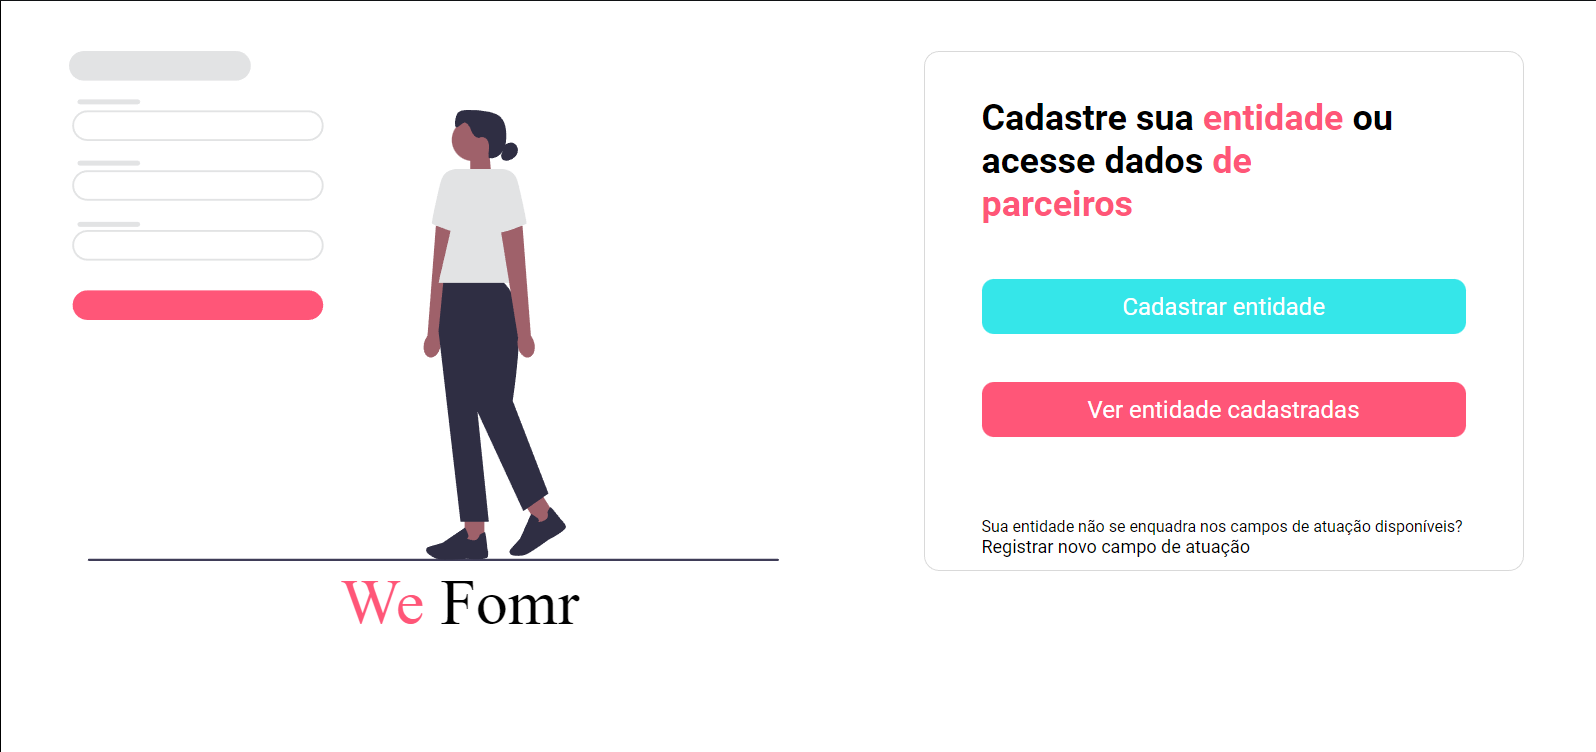 Cadastre sua entidade ou
acesse dados de
parceiros
Cadastrar entidade
Ver entidade cadastradas
Sua entidade não se enquadra nos campos de atuação disponíveis?
Registrar novo campo de atuação
We Fomr